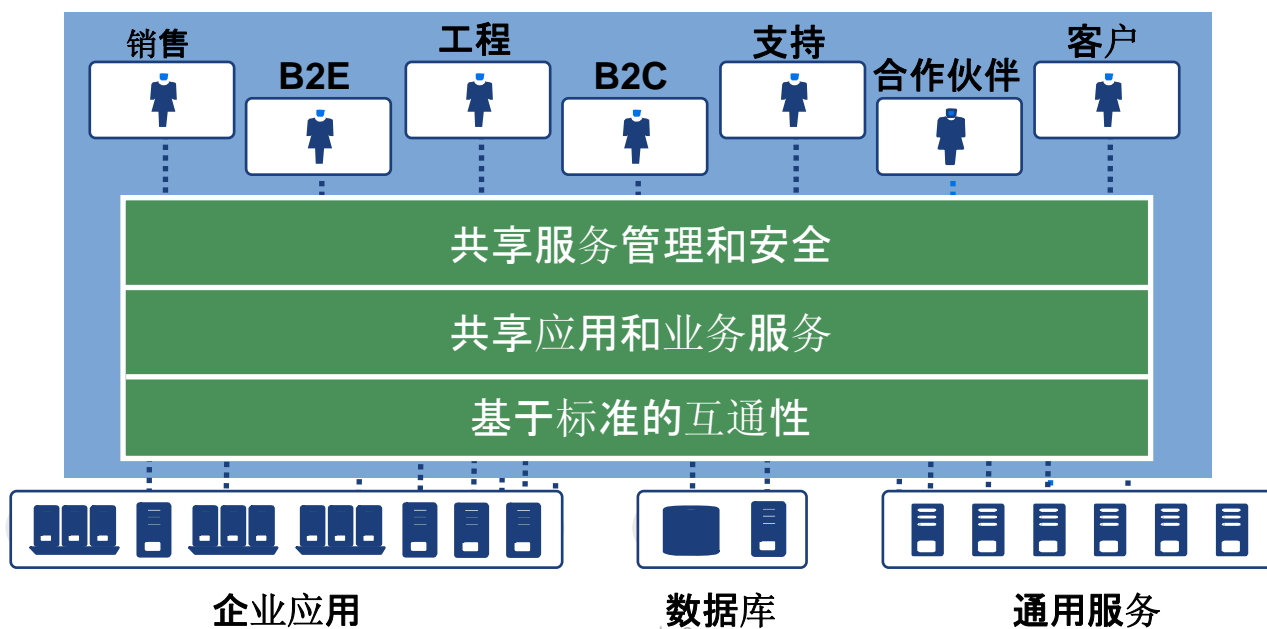 销售
B2E
工程
B2C
支持
合作伙伴
客户
共享服务管理和安全
共享应用和业务服务
基于标准的互通性
企业应用
数据库
通用服务